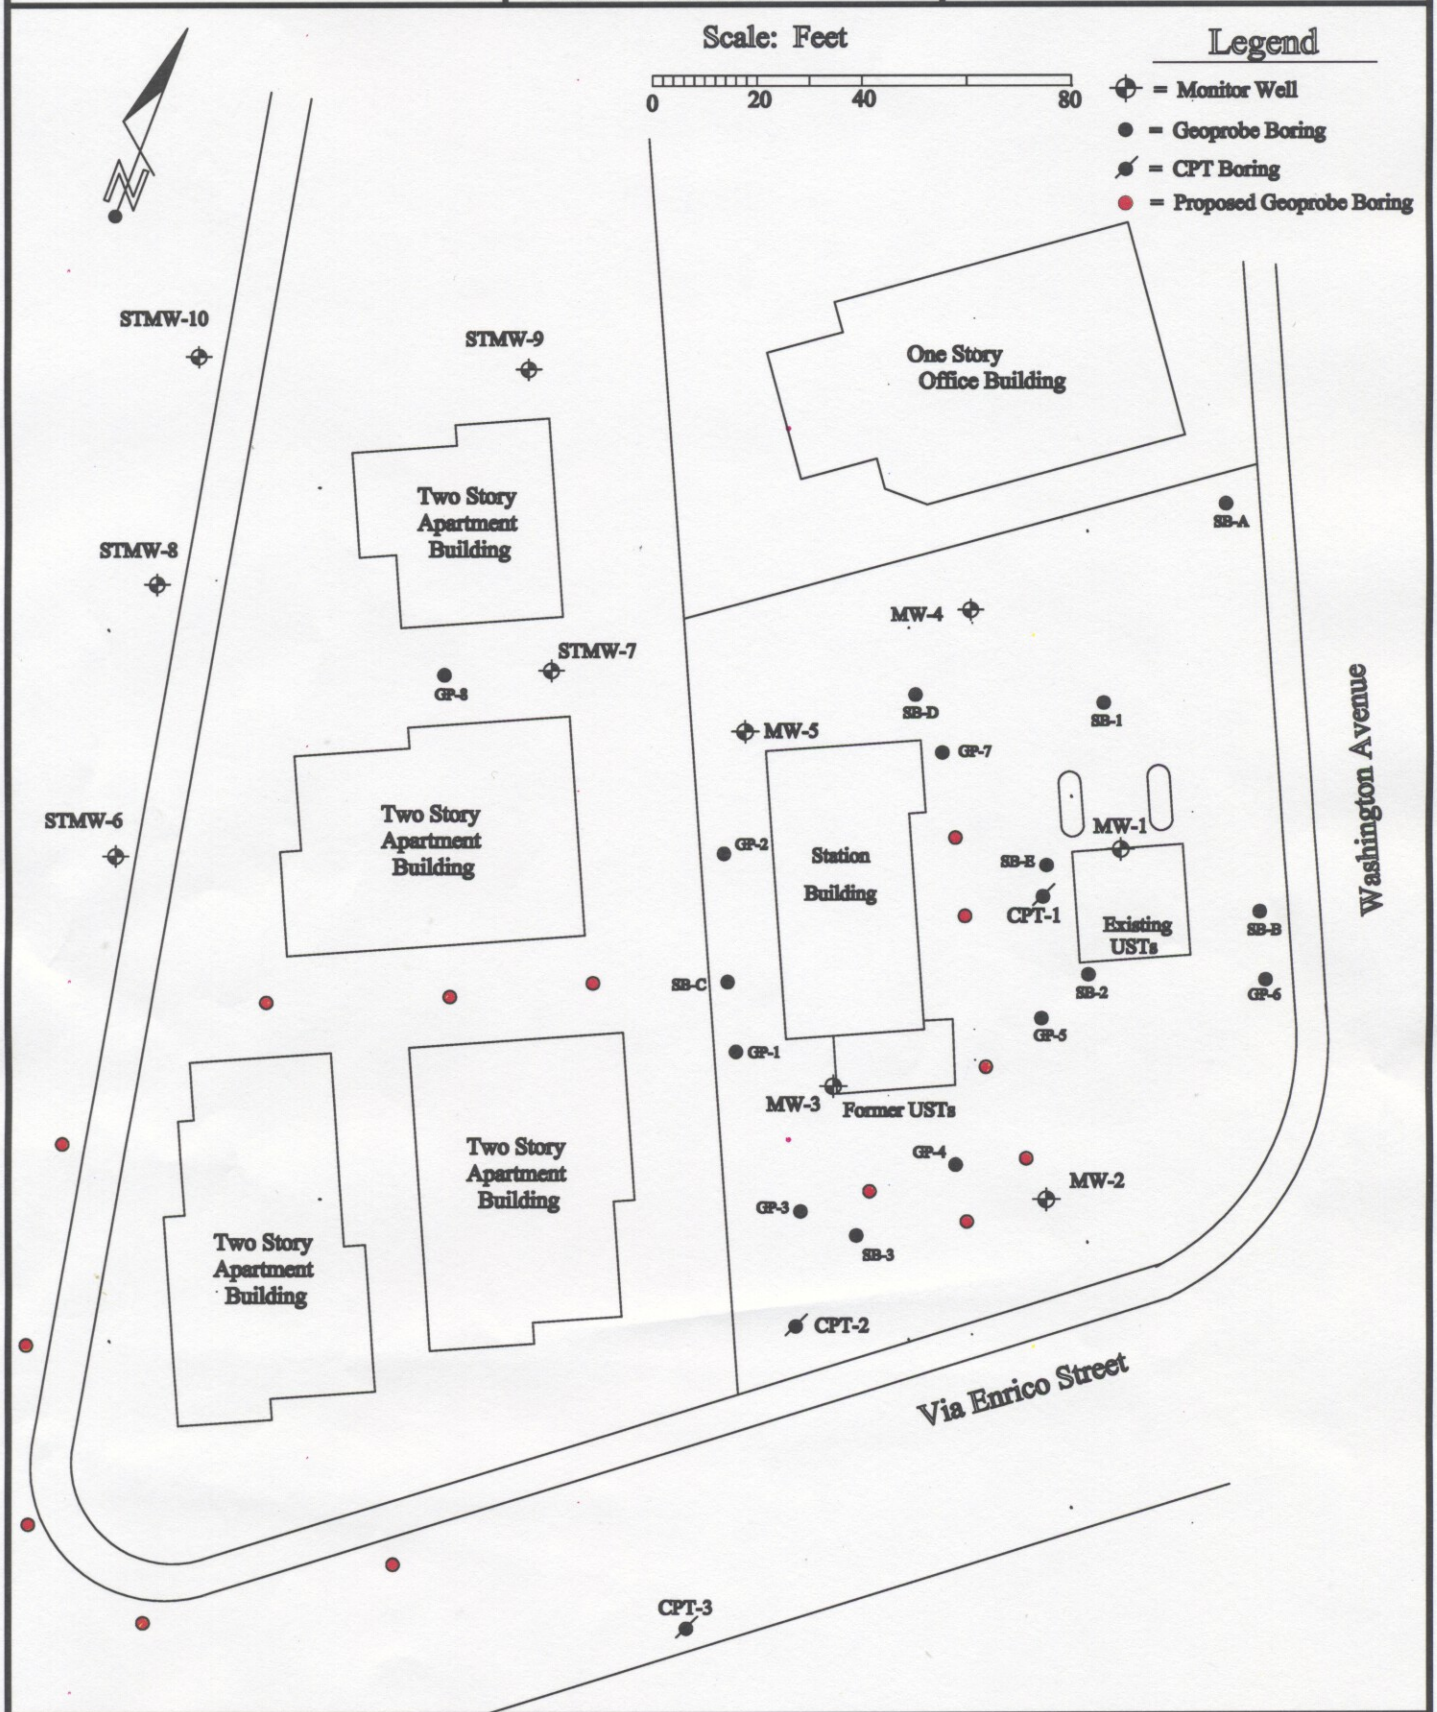 Scale: Feet
0 20 40 80
Legend
= Monitor Well
= Geoprobe Boring
= CPT Boring
= Proposed Geoprobe Boring
N
STMW-10
STMW-9
One Story
Office Building
Two Story
Apartment
Building
SB-A
STMW-8
MW-4
STMW-7
GP-8
SB-D
SB-1
MW-5
GP-7
Washington Avenue
STMW-6
Two Story
Apartment
Building
GP-2
Station
Building
MW-1
SB-E
CPT-1
Existing
USTs
SB-B
SB-C
SB-2
GP-6
GP-5
GP-1
MW-3
Former USTs
Two Story
Apartment
Building
GP-4
MW-2
GP-3
SB-3
Two Story
Apartment
Building
CPT-2
Via Enrico Street
CPT-3